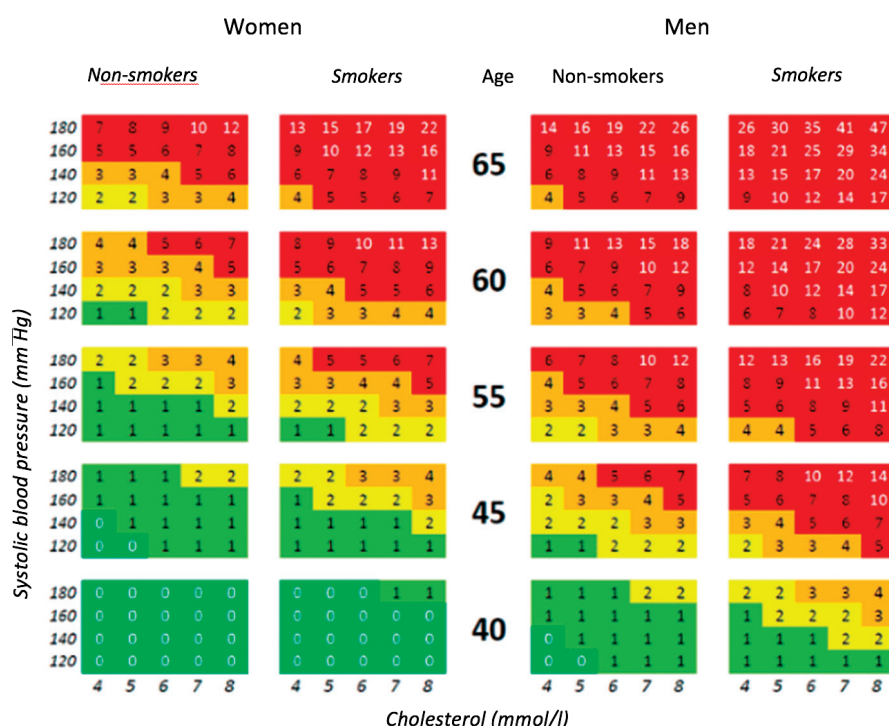 Women Men
Non-smokers Smokers Age Non-smokers Smokers
180 7 8 9 10 12 13 15 17 19 22 14 16 19 22 26 26 30 35 41 47
160 5 5 6 7 8 9 10 12 13 16 9 11 13 15 16 18 21 25 29 34
65
140 3 3 4 5 6 6 7 8 9 11 6 8 9 11 13 13 15 17 20 24
120 2 2 3 3 4 4 5 5 6 7 4 5 6 7 9 9 10 12 14 17
180 4 4 5 6 7 8 9 10 11 13 9 11 13 15 18 18 21 24 28 33
160 3 3 3 4 5 5 6 7 8 9 6 7 9 10 12 12 14 17 20 24
60
140 2 2 2 3 3 3 4 5 5 6 4 5 6 7 9 8 10 12 14 17
120 1 1 2 2 2 2 3 3 4 4 3 3 4 5 6 6 7 8 10 12
180 2 2 3 3 4 4 5 5 6 7 6 7 8 10 12 12 13 16 19 22
160 1 2 2 2 3 3 3 4 4 5 4 5 6 7 8 8 9 11 13 16
55
140 1 1 1 1 2 2 2 2 3 3 3 3 4 5 6 5 6 8 9 11
120 1 1 1 1 1 1 1 2 2 2 2 2 3 3 4 4 4 5 6 8
180 1 1 1 2 2 2 2 3 3 4 4 4 5 6 7 7 8 10 12 14
160 1 1 1 1 1 1 2 2 2 3 2 3 3 4 5 5 6 7 8 10
45
140 0 1 1 1 1 1 1 1 1 2 2 2 2 3 3 3 4 5 6 7
120 0 0 1 1 1 1 1 1 1 1 1 1 2 2 2 2 3 3 4 5
180 0 0 0 0 0 0 0 0 1 1 1 1 1 2 2 2 2 3 3 4
160 0 0 0 0 0 0 0 0 0 0 1 1 1 1 1 1 2 2 2 3
40
140 0 0 0 0 0 0 0 0 0 0 0 1 1 1 1 1 1 1 2 2
120 0 0 0 0 0 0 0 0 0 0 0 0 1 1 1 1 1 1 1 1
4 5 6 7 8 4 5 6 7 8 4 5 6 7 8 4 5 6 7 8
Systolic blood pressure (mm Hg)
Cholesterol (mmol/l)